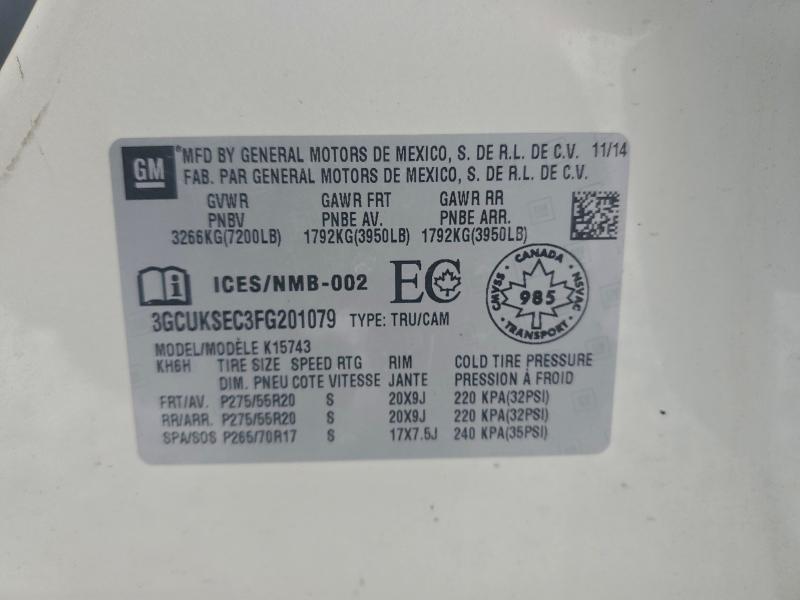 GM
*MFD BY GENERAL MOTORS DE MEXICO, S. DE R.L. DE C.V. 11/14
FAB. PAR GENERAL MOTORS DE MEXICO, S. DE R.L. DE C.V.
GVWR GAWR FRT GAWR RR
PNBV PNBE AV. PNBE ARR.
3266KG(7200LB) 1792KG(3950LB) 1792KG(3950LB)
i ICES/NMB-002 EC
CANADA
CMVSS 985 NSVAC
TRANSPORT
3GCUKSEC3FG201079 TYPE: TRU/CAM
MODEL/MODÈLE K15743
KH6H TIRE SIZE SPEED RTG RIM COLD TIRE PRESSURE
DIM. PNEU COTE VITESSE JANTE PRESSION À FROID
FRT/AV. P275/55R20 S 20X9J 220 KPA(32PSI)
RR/ARR. P275/55R20 S 20X9J 220 KPA(32PSI)
SPA/SOS P265/70R17 S 17X7.5J 240 KPA(35PSI)